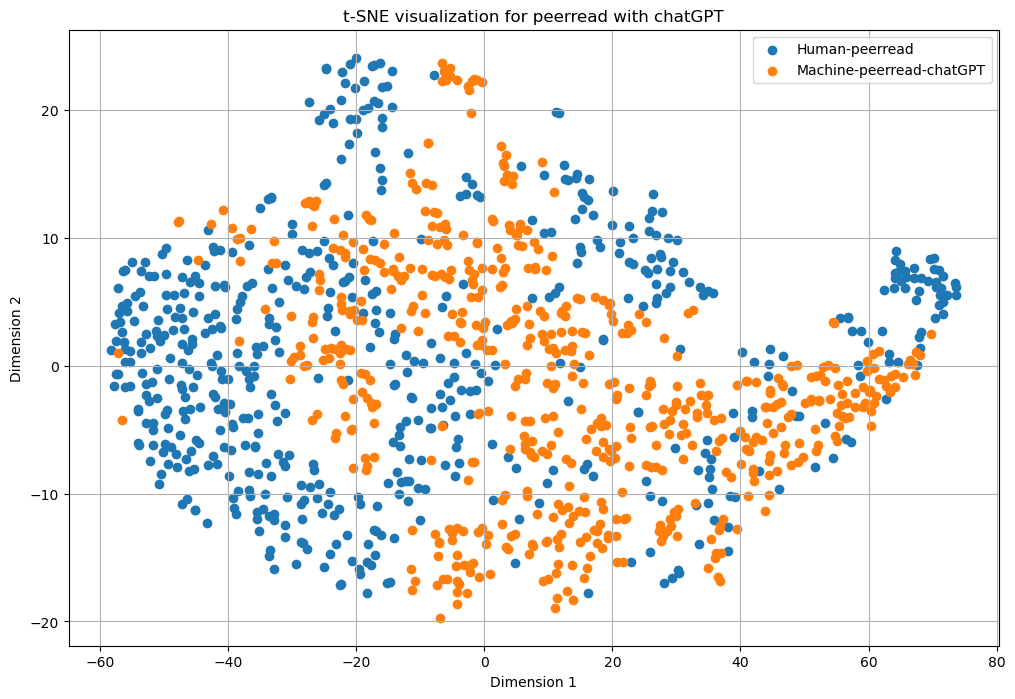 t-SNE visualization for peerread with chatGPT
Human-peerread
Machine-peerread-chatGPT
Dimension 2
20
10
0
−10
−20
−60
−40
−20
0
20
40
60
80
Dimension 1